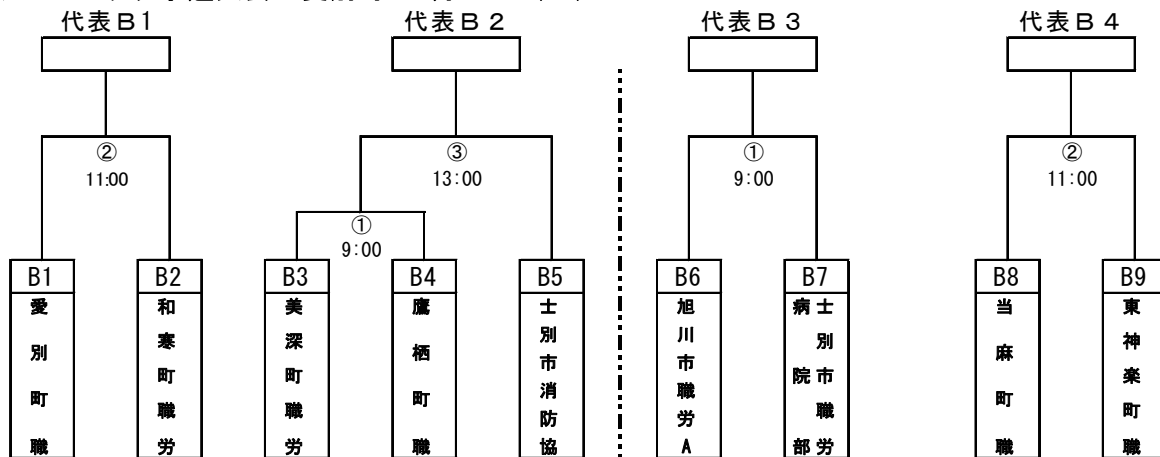 代表Ｂ1
代表Ｂ２
代表Ｂ３
代表Ｂ４
②
11:00
③
13:00
①
9:00
②
11:00
①
9:00
B1
B2
B3
B4
B5
B6
B7
B8
B9
愛別町職
和寒町職労
美深町職労
鷹栖町職
士別市消防協
旭川市職労A
士別市職労
病院部
当麻町職
東神楽町職